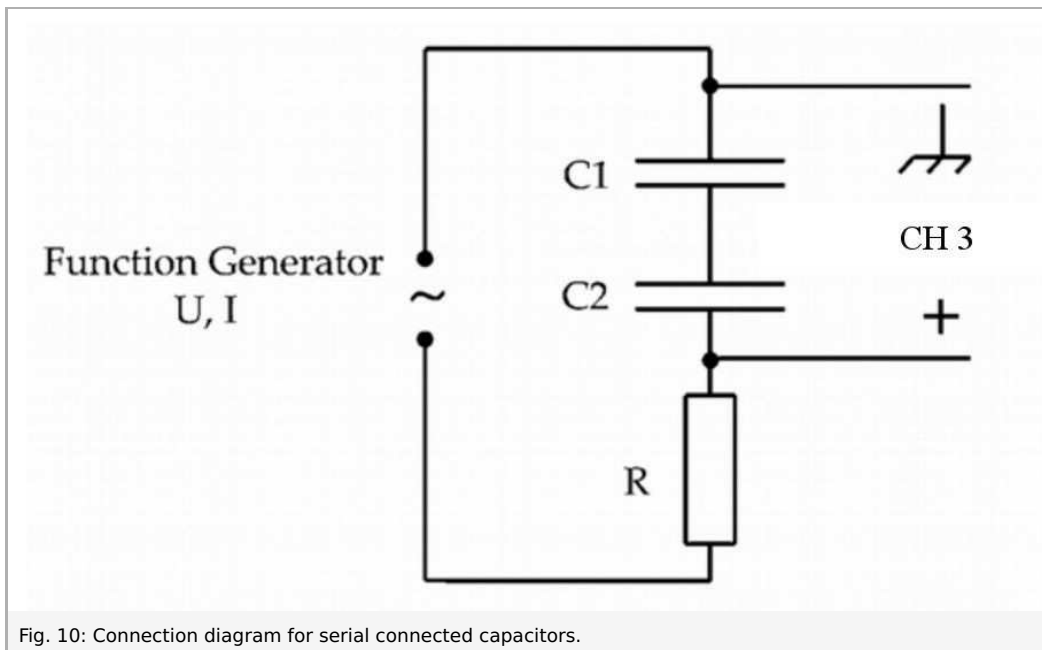 C1
Function Generator
U, I
~
C2
CH 3
+
R
Fig. 10: Connection diagram for serial connected capacitors.